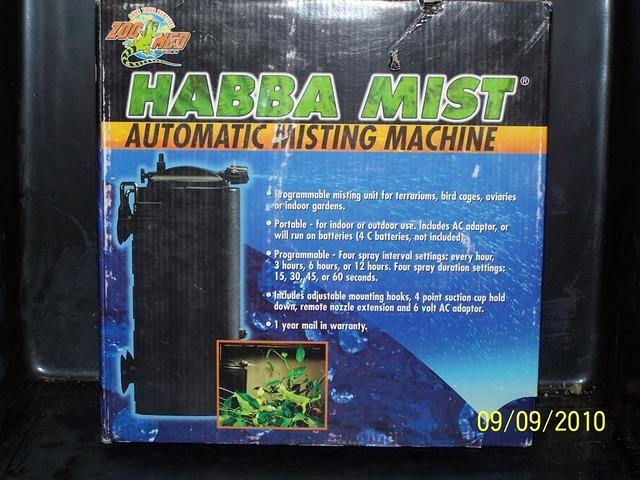 ZOO MED
HABBA MIST®
AUTOMATIC MISTING MACHINE
• Programmable misting unit for terrariums, bird cages, aviaries
or indoor gardens.
• Portable - for indoor or outdoor use. Includes AC adaptor, or
will run on batteries (4 C batteries, not included).
• Programmable - Four spray interval settings: every hour,
3 hours, 6 hours, or 12 hours. Four spray duration settings:
15, 30, 45, or 60 seconds.
• Includes adjustable mounting hooks, 4 point suction cup hold
down, remote nozzle extension and 6 volt AC adaptor.
• 1 year mail in warranty.
09/09/2010